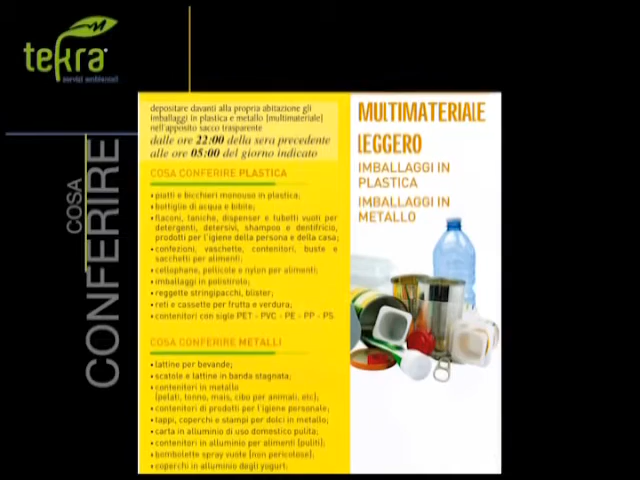 tekra
servizi ambientali
COSA
CONFERIRE
depositare davanti alla propria abitazione gli
imballaggi in plastica e metallo (multimateriale)
nell'apposito sacco trasparente
dalle ore 22:00 della sera precedente
alle ore 05:00 del giorno indicato
COSA CONFERIRE PLASTICA
• piatti e bicchieri monouso in plastica;
• bottiglie di acqua e bibite;
• flaconi, taniche, dispenser e tubetti vuoti per
detergenti, detersivi, shampoo e dentifricio,
prodotti per l'igiene della persona e della casa;
• confezioni, vaschette, contenitori, buste e
sacchetti per alimenti;
• cellophane, pellicole e nylon per alimenti;
• imballaggi in polistirolo;
• reggette stringipacchi, blister;
• reti e cassette per frutta e verdura;
• contenitori con sigle PET - PVC - PE - PP - PS
COSA CONFERIRE METALLI
• lattine per bevande;
• scatole e lattine in banda stagnata;
• contenitori in metallo
(pelati, tonno, mais, cibo per animali, etc);
• contenitori di prodotti per l'igiene personale;
• tappi, coperchi e stampi per dolci in metallo;
• carta in alluminio di uso domestico pulita;
• contenitori in alluminio per alimenti (puliti);
• bombolette spray vuote (non pericolose);
• coperchi in alluminio degli yogurt;
MULTIMATERIALE
LEGGERO
IMBALLAGGI IN
PLASTICA
IMBALLAGGI IN
METALLO